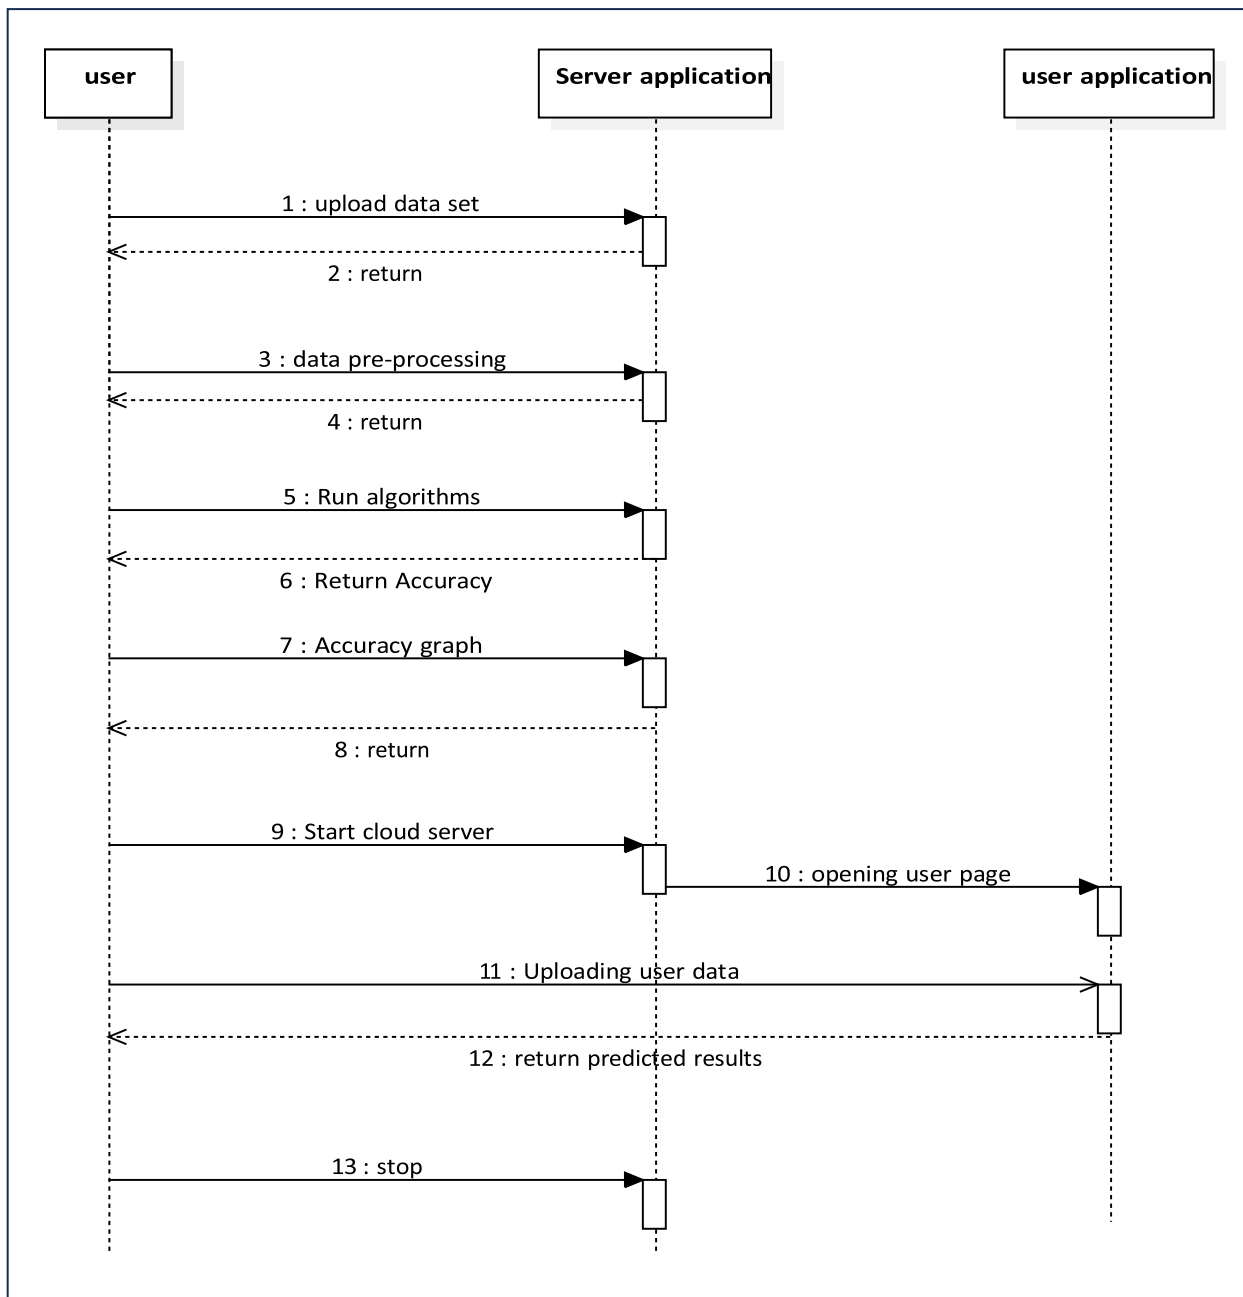 user
Server application
user application
1 : upload data set
2 : return
3 : data pre-processing
4 : return
5 : Run algorithms
6 : Return Accuracy
7 : Accuracy graph
8 : return
9 : Start cloud server
10 : opening user page
11 : Uploading user data
12 : return predicted results
13 : stop